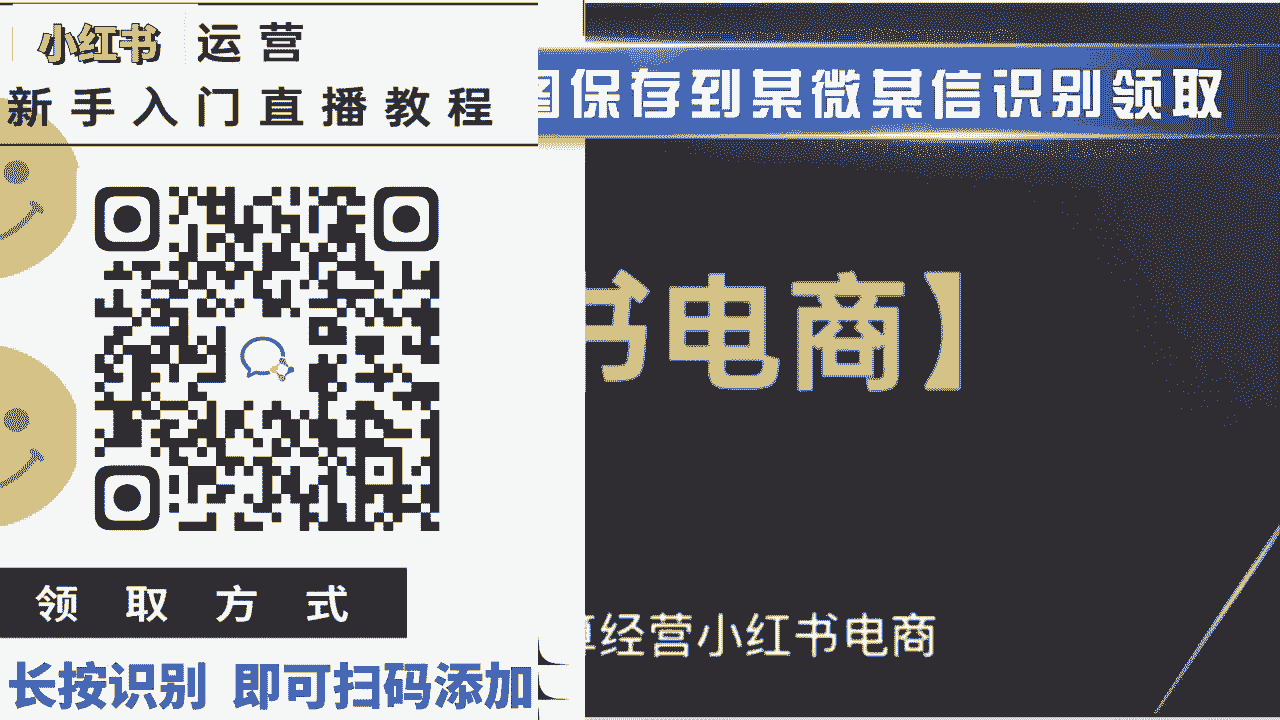 小红书 运营
新手入门直播教程
领取方式
长按识别 即可扫码添加
图保存到某微某信识别领取
书电商】
经营小红书电商